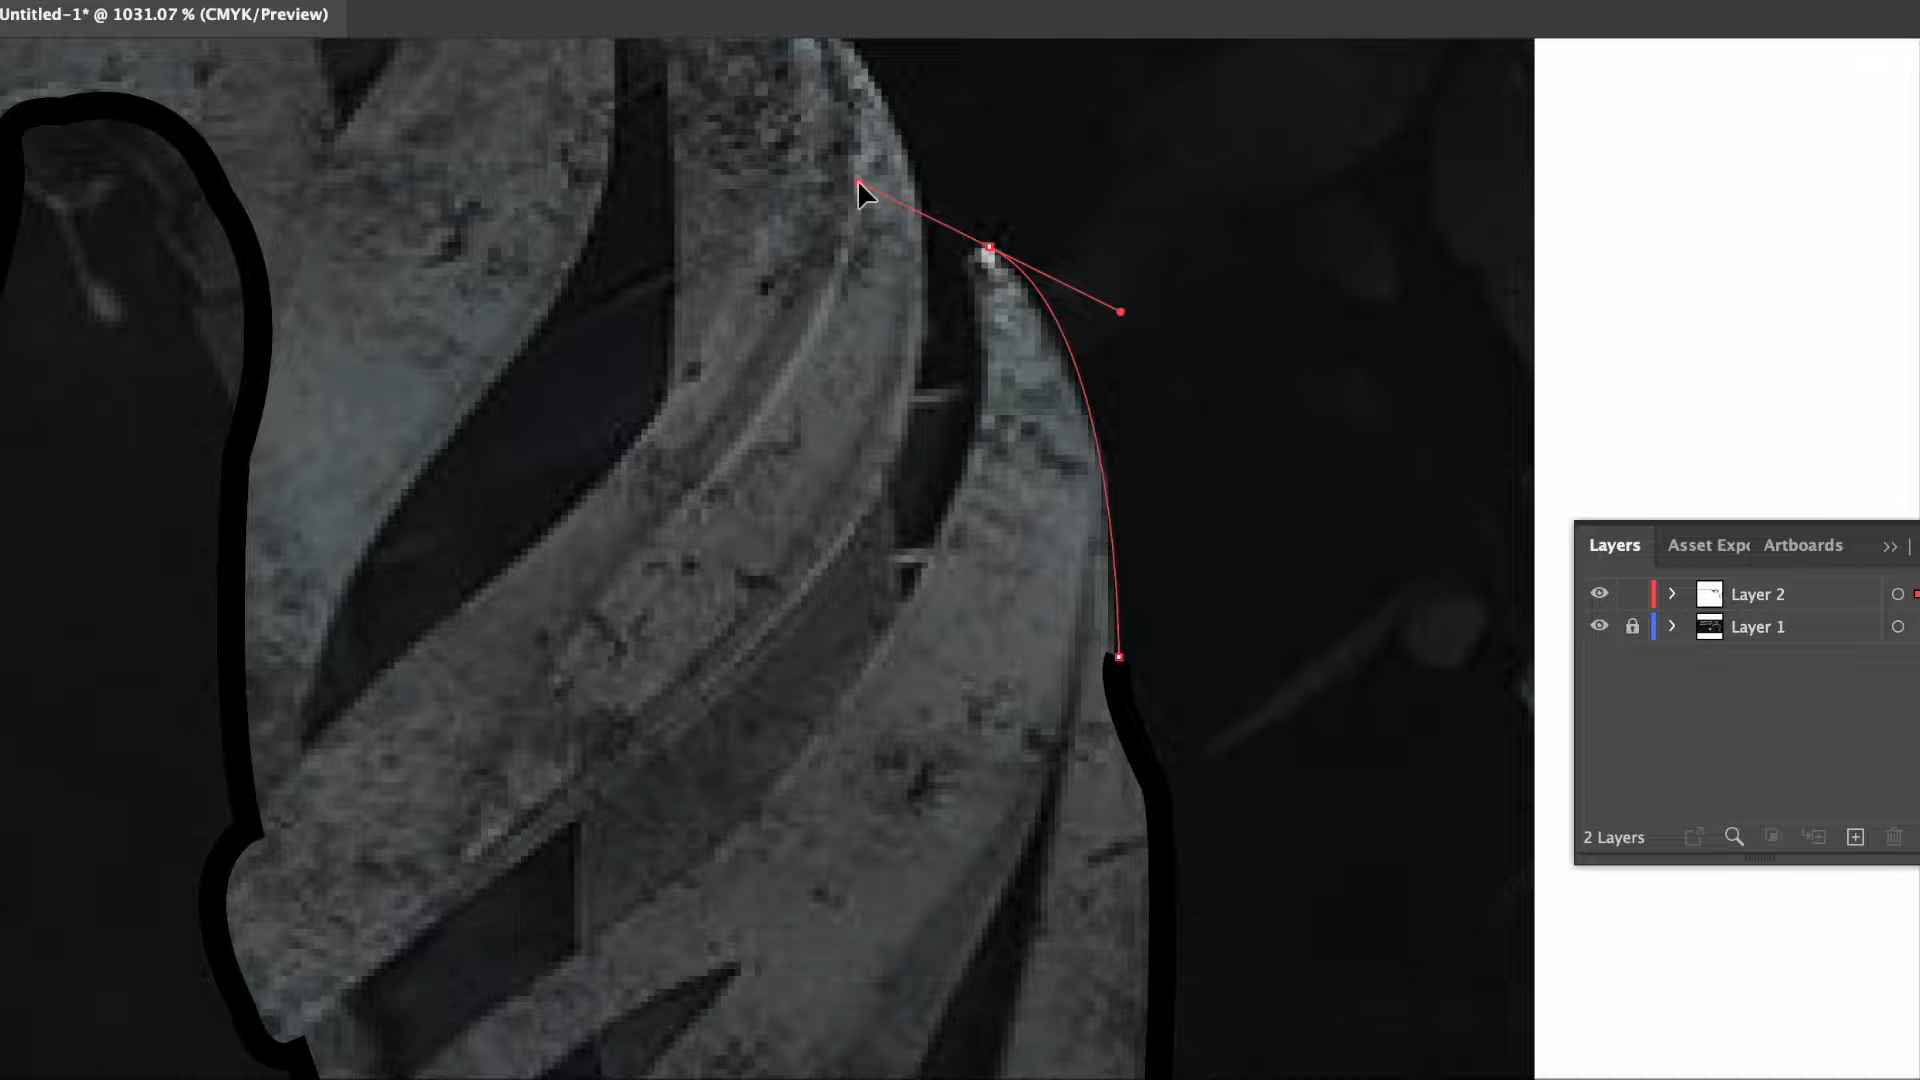 Untitled-1* @ 1031.07 % (CMYK/Preview)
Layers Asset Expo Artboards
Layer 2
Layer 1
2 Layers